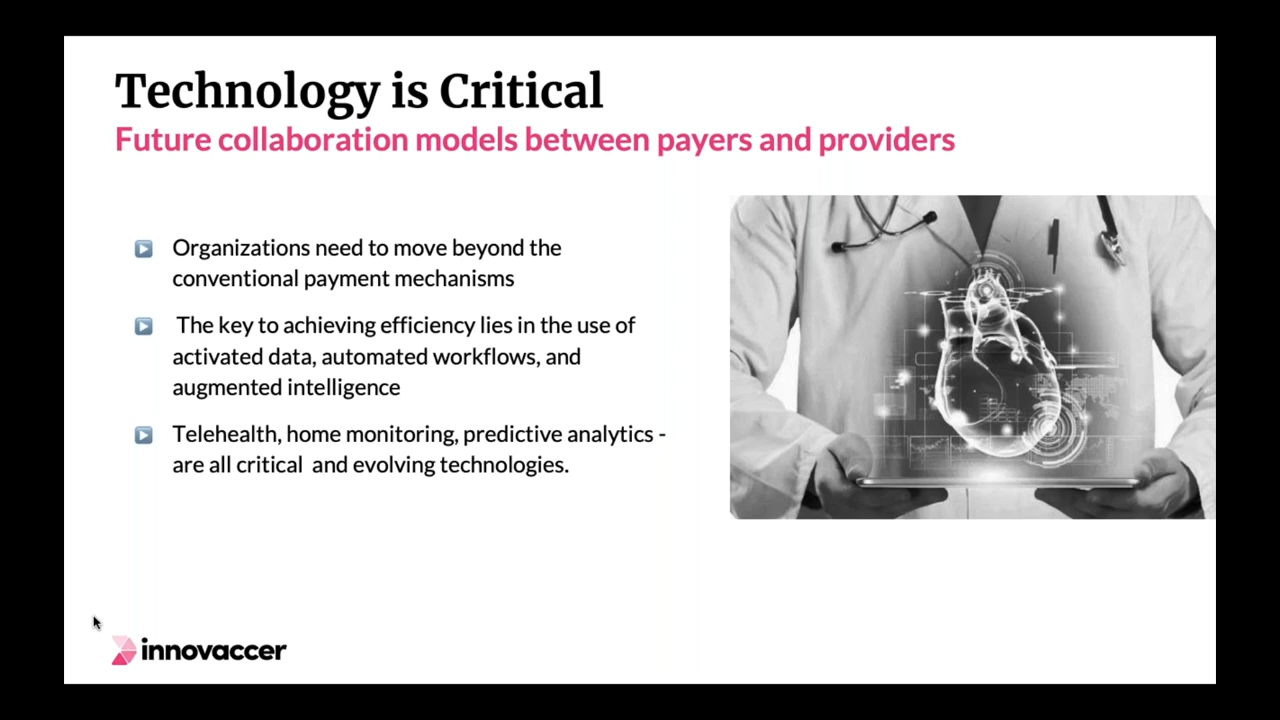 Technology is Critical
Future collaboration models between payers and providers
Organizations need to move beyond the
conventional payment mechanisms
The key to achieving efficiency lies in the use of
activated data, automated workflows, and
augmented intelligence
Telehealth, home monitoring, predictive analytics -
are all critical  and evolving technologies.
innovaccer